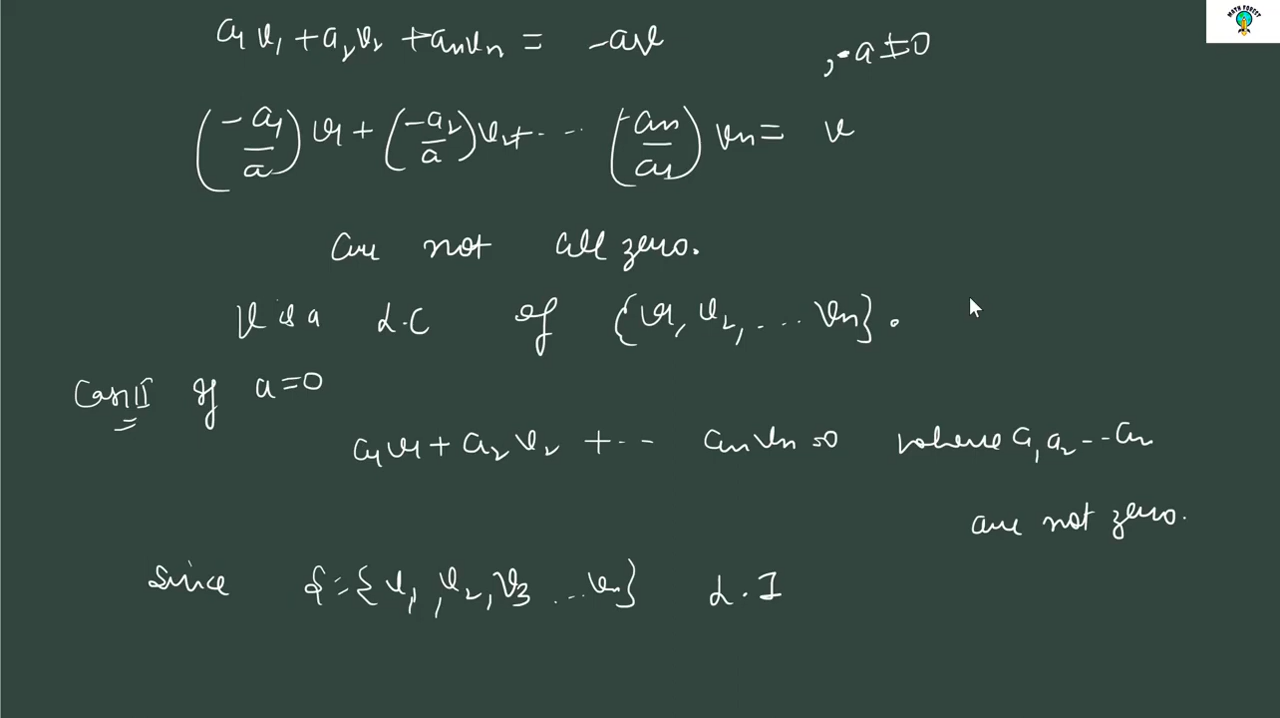 MATH FOREST
a₁v₁ + a₂v₂ + aₙvₙ = -av , -a ≠ 0
(-a₁/a) v₁ + (-a₂/a) v₂ + ... (-aₙ/a₁) vₙ = v
are not all zero.
v is a L.C of {v₁, v₂, ... vₙ}.
Case II If a=0
a₁v₁ + a₂v₂ + ... aₙvₙ = 0 where a₁, a₂ -- aₙ
are not zero.
Since S = {v₁, v₂, v₃ ... vₙ} L.I